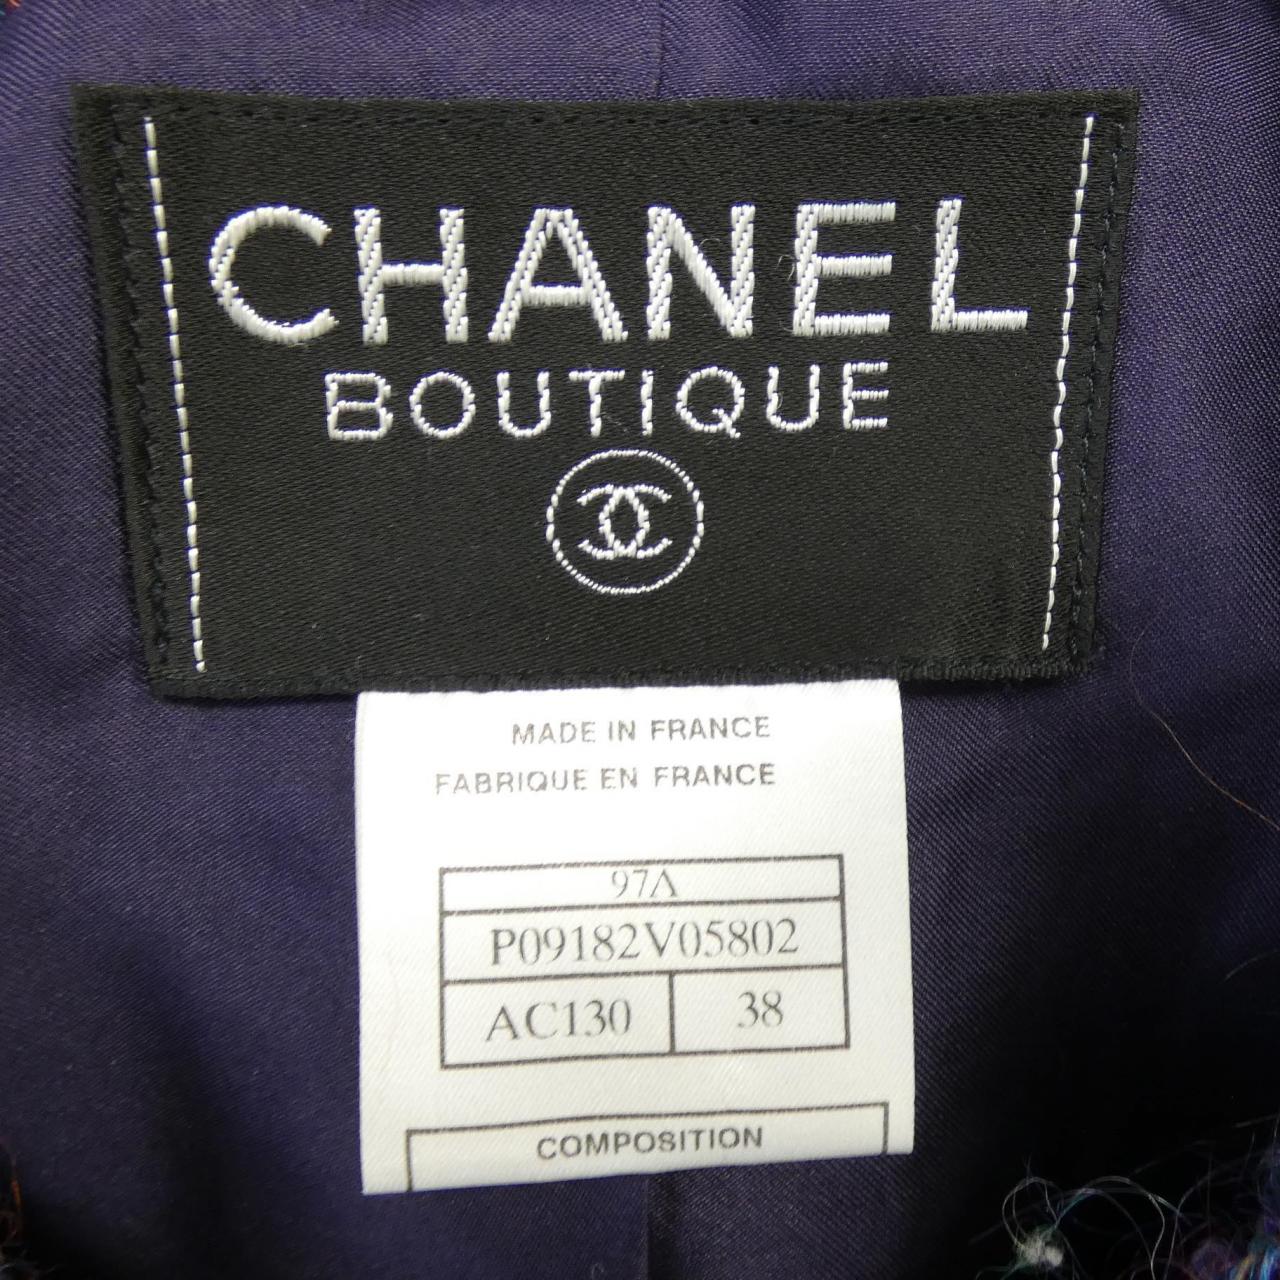 CHANEL
BOUTIQUE
MADE IN FRANCE
FABRIQUE EN FRANCE
97A
P09182V05802
AC130 38
COMPOSITION